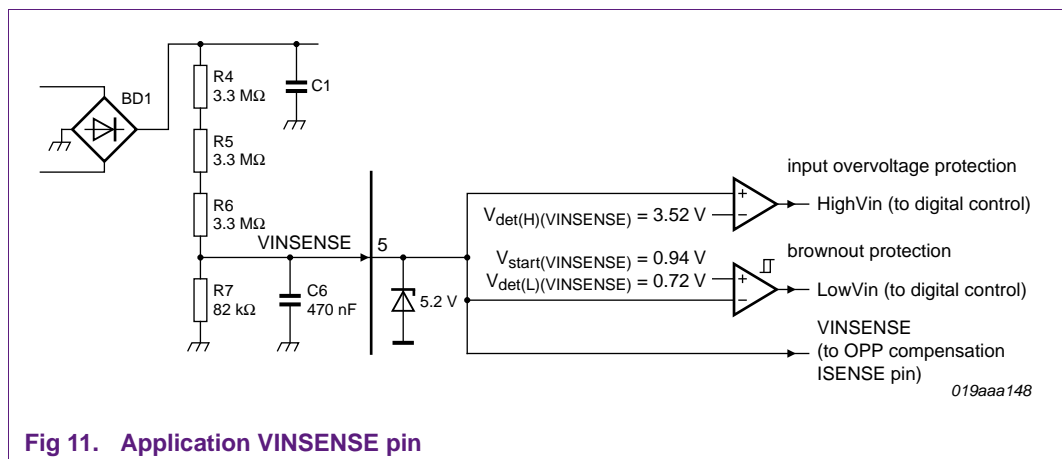 BD1
R4
3.3 MΩ
C1
R5
3.3 MΩ
R6
3.3 MΩ
VINSENSE
5
R7
82 kΩ
C6
470 nF
5.2 V
input overvoltage protection
+
−
HighVin (to digital control)
Vdet(H)(VINSENSE) = 3.52 V
brownout protection
Vstart(VINSENSE) = 0.94 V
Vdet(L)(VINSENSE) = 0.72 V
+
−
LowVin (to digital control)
VINSENSE
(to OPP compensation
ISENSE pin)
019aaa148
Fig 11. Application VINSENSE pin